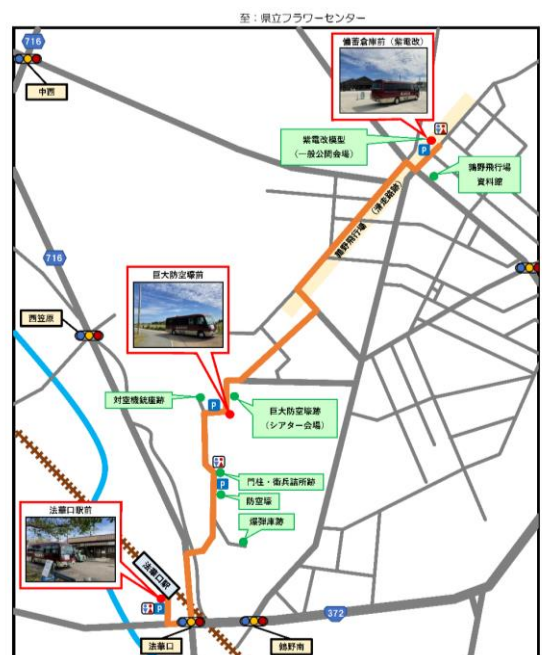 至：県立フラワーセンター
716
中西
備蓄倉庫前（紫電改）
紫電改模型
（一般公開会場）
P
鶉野飛行場
資料館
鶉野飛行場（滑走路跡）
716
巨大防空壕前
西笠原
対空機銃座跡
P
巨大防空壕跡
（シアター会場）
門柱・衛兵詰所跡
P
防空壕
爆弾庫跡
法華口駅前
法華口駅
P
372
法華口
鶉野南